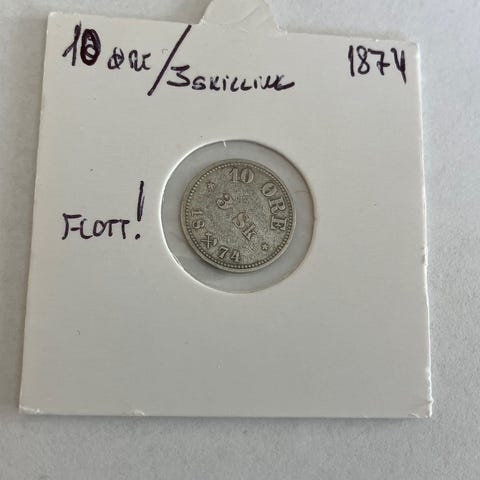 10 øre/3 skilling 1874
FLOTT!
10 ØRE
3 SK
18 74